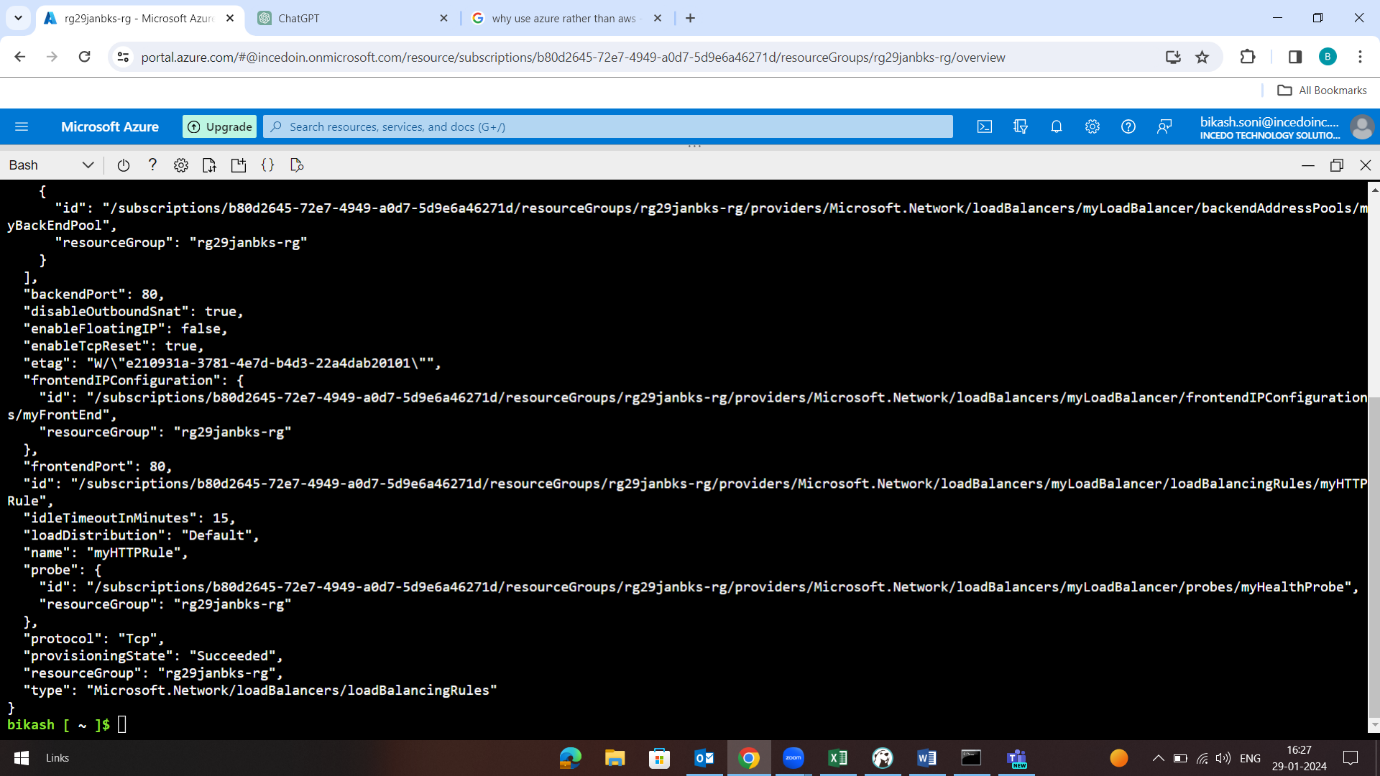 rg29janbks-rg - Microsoft Azur
ChatGPT
G why use azure rather than aws
portal.azure.com/#@incedoin.onmicrosoft.com/resource/subscriptions/b80d2645-72e7-4949-a0d7-5d9e6a46271d/resourceGroups/rg29janbks-rg/overview
B
All Bookmarks
Microsoft Azure
Upgrade
Search resources, services, and docs (G+/)
bikash.soni@incedoinc....
INCEDO TECHNOLOGY SOLUTIO...
Bash
{
"id": "/subscriptions/b80d2645-72e7-4949-a0d7-5d9e6a46271d/resourceGroups/rg29janbks-rg/providers/Microsoft.Network/loadBalancers/myLoadBalancer/backendAddressPools/m
yBackEndPool",
"resourceGroup": "rg29janbks-rg"
}
],
"backendPort": 80,
"disableOutboundSnat": true,
"enableFloatingIP": false,
"enableTcpReset": true,
"etag": "W/\"e210931a-3781-4e7d-b4d3-22a4dab20101\"",
"frontendIPConfiguration": {
"id": "/subscriptions/b80d2645-72e7-4949-a0d7-5d9e6a46271d/resourceGroups/rg29janbks-rg/providers/Microsoft.Network/loadBalancers/myLoadBalancer/frontendIPConfiguration
s/myFrontEnd",
"resourceGroup": "rg29janbks-rg"
},
"frontendPort": 80,
"id": "/subscriptions/b80d2645-72e7-4949-a0d7-5d9e6a46271d/resourceGroups/rg29janbks-rg/providers/Microsoft.Network/loadBalancers/myLoadBalancer/loadBalancingRules/myHTTP
Rule",
"idleTimeoutInMinutes": 15,
"loadDistribution": "Default",
"name": "myHTTPRule",
"probe": {
"id": "/subscriptions/b80d2645-72e7-4949-a0d7-5d9e6a46271d/resourceGroups/rg29janbks-rg/providers/Microsoft.Network/loadBalancers/myLoadBalancer/probes/myHealthProbe",
"resourceGroup": "rg29janbks-rg"
},
"protocol": "Tcp",
"provisioningState": "Succeeded",
"resourceGroup": "rg29janbks-rg",
"type": "Microsoft.Network/loadBalancers/loadBalancingRules"
}
bikash [ ~ ]$
Links
zoom
NEW
ENG
16:27
29-01-2024